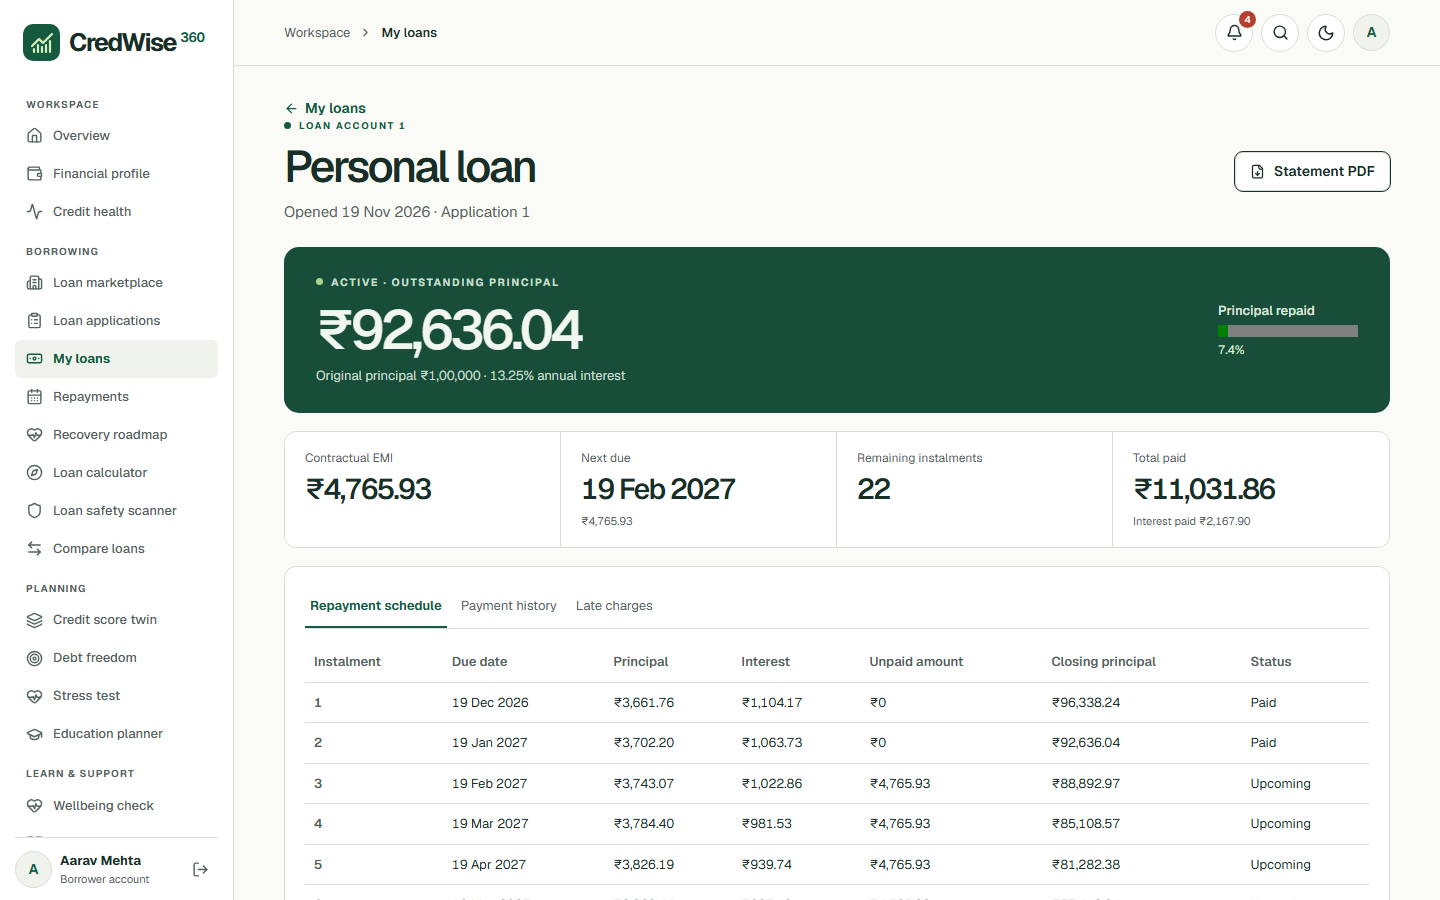 CredWise 360
WORKSPACE
Overview
Financial profile
Credit health
BORROWING
Loan marketplace
Loan applications
My loans
Repayments
Recovery roadmap
Loan calculator
Loan safety scanner
Compare loans
PLANNING
Credit score twin
Debt freedom
Stress test
Education planner
LEARN & SUPPORT
Wellbeing check
A
Aarav Mehta
Borrower account
Workspace > My loans
4
A
← My loans
LOAN ACCOUNT 1
Personal loan
Statement PDF
Opened 19 Nov 2026 · Application 1
ACTIVE · OUTSTANDING PRINCIPAL
₹92,636.04
Original principal ₹1,00,000 · 13.25% annual interest
Principal repaid
7.4%
Contractual EMI
₹4,765.93
Next due
19 Feb 2027
₹4,765.93
Remaining instalments
22
Total paid
₹11,031.86
Interest paid ₹2,167.90
Repayment schedule Payment history Late charges
Instalment Due date Principal Interest Unpaid amount Closing principal Status
1 19 Dec 2026 ₹3,661.76 ₹1,104.17 ₹0 ₹96,338.24 Paid
2 19 Jan 2027 ₹3,702.20 ₹1,063.73 ₹0 ₹92,636.04 Paid
3 19 Feb 2027 ₹3,743.07 ₹1,022.86 ₹4,765.93 ₹88,892.97 Upcoming
4 19 Mar 2027 ₹3,784.40 ₹981.53 ₹4,765.93 ₹85,108.57 Upcoming
5 19 Apr 2027 ₹3,826.19 ₹939.74 ₹4,765.93 ₹81,282.38 Upcoming